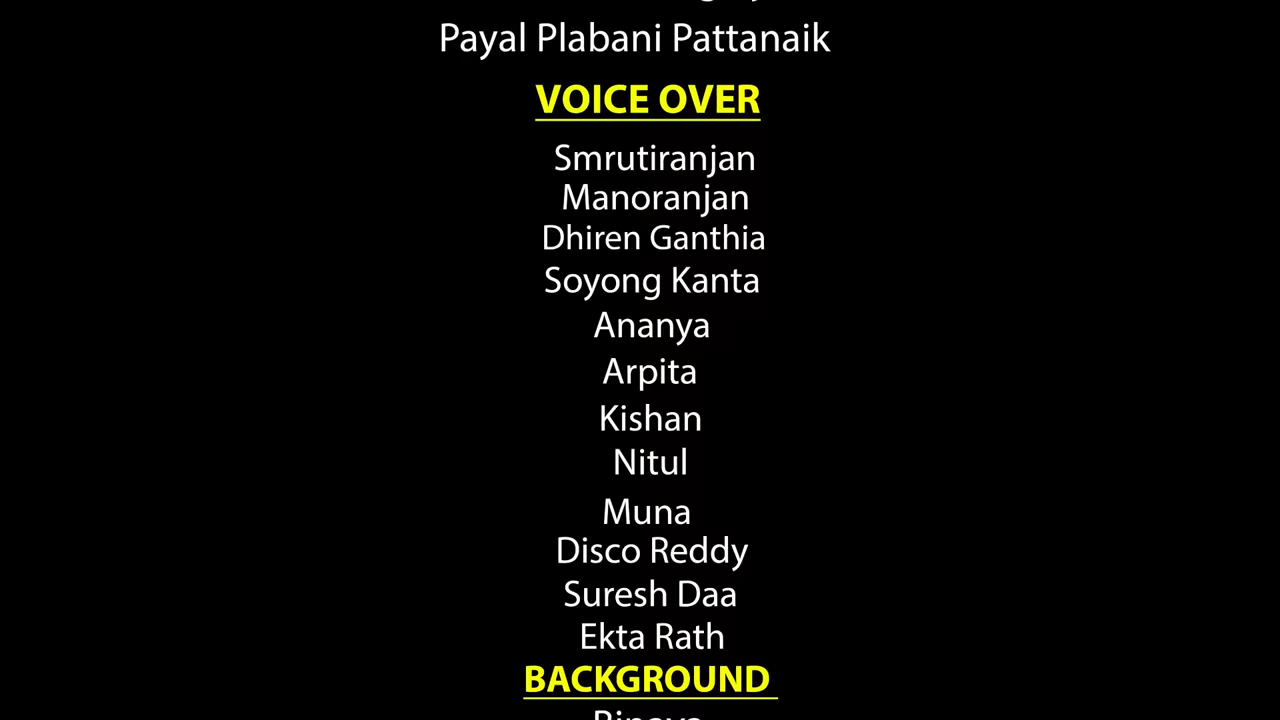 Payal Plabani Pattanaik
VOICE OVER
Smrutiranjan
Manoranjan
Dhiren Ganthia
Soyong Kanta
Ananya
Arpita
Kishan
Nitul
Muna
Disco Reddy
Suresh Daa
Ekta Rath
BACKGROUND